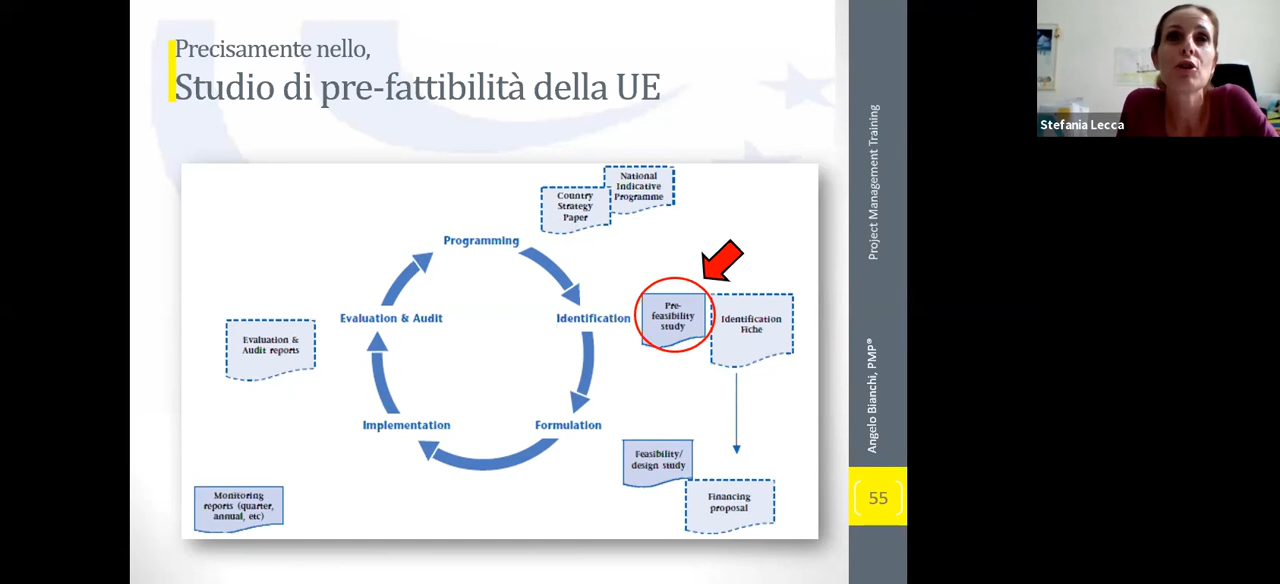 Precisamente nello,
Studio di pre-fattibilità della UE
National
Indicative
Programme
Country
Strategy
Paper
Programming
Pre-
feasibility
study
Identification
Fiche
Evaluation & Audit
Identification
Evaluation &
Audit reports
Implementation
Formulation
Feasibility/
design study
Financing
proposal
Monitoring
reports (quarter,
annual, etc)
Project Management Training
Angelo Bianchi, PMP®
55
Stefania Lecca